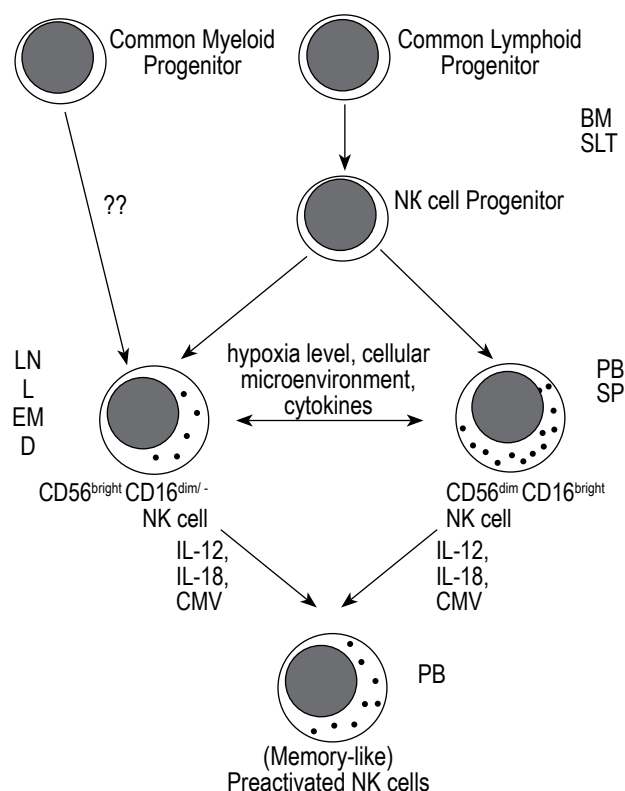 Common Myeloid
Progenitor
Common Lymphoid
Progenitor
BM
SLT
??
NK cell Progenitor
LN
L
EM
D
hypoxia level, cellular
microenvironment,
cytokines
PB
SP
CD56bright CD16dim/ -
NK cell
CD56dim CD16bright
NK cell
IL-12,
IL-18,
CMV
IL-12,
IL-18,
CMV
PB
(Memory-like)
Preactivated NK cells